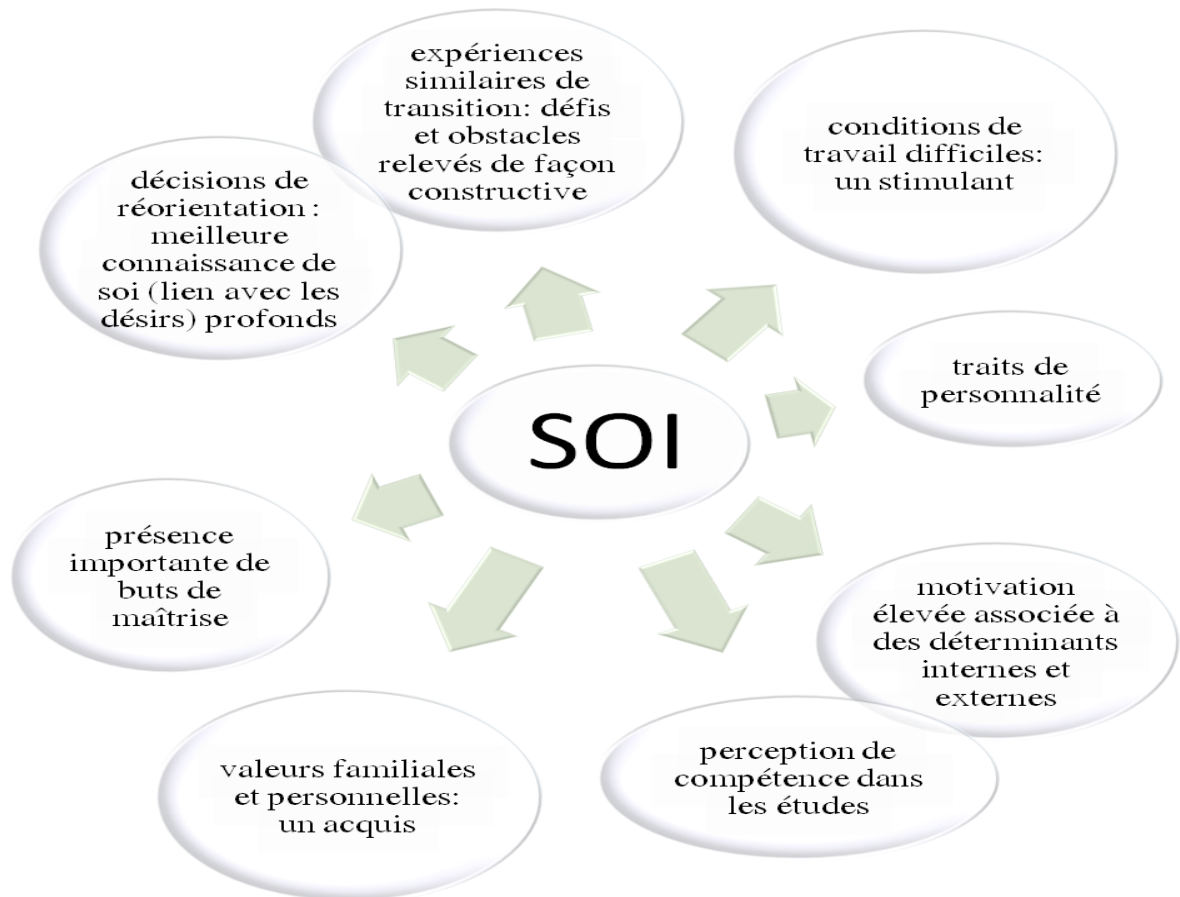 expériences
similaires de
transition: défis
et obstacles
relevés de façon
constructive
conditions de
travail difficiles:
un stimulant
décisions de
réorientation :
meilleure
connaissance de
soi (lien avec les
désirs) profonds
traits de
personnalité
SOI
présence
importante de
buts de
maîtrise
motivation
élevée associée à
des déterminants
internes et
externes
valeurs familiales
et personnelles:
un acquis
perception de
compétence dans
les études